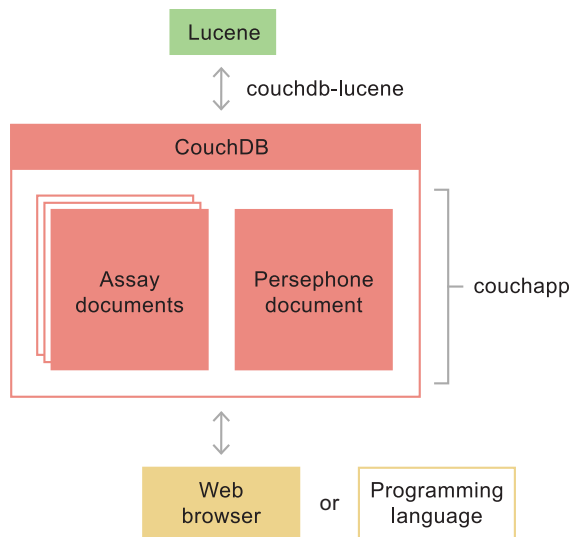 Lucene
couchdb-lucene
CouchDB
Assay
documents
Persephone
document
couchapp
Web
browser
or
Programming
language